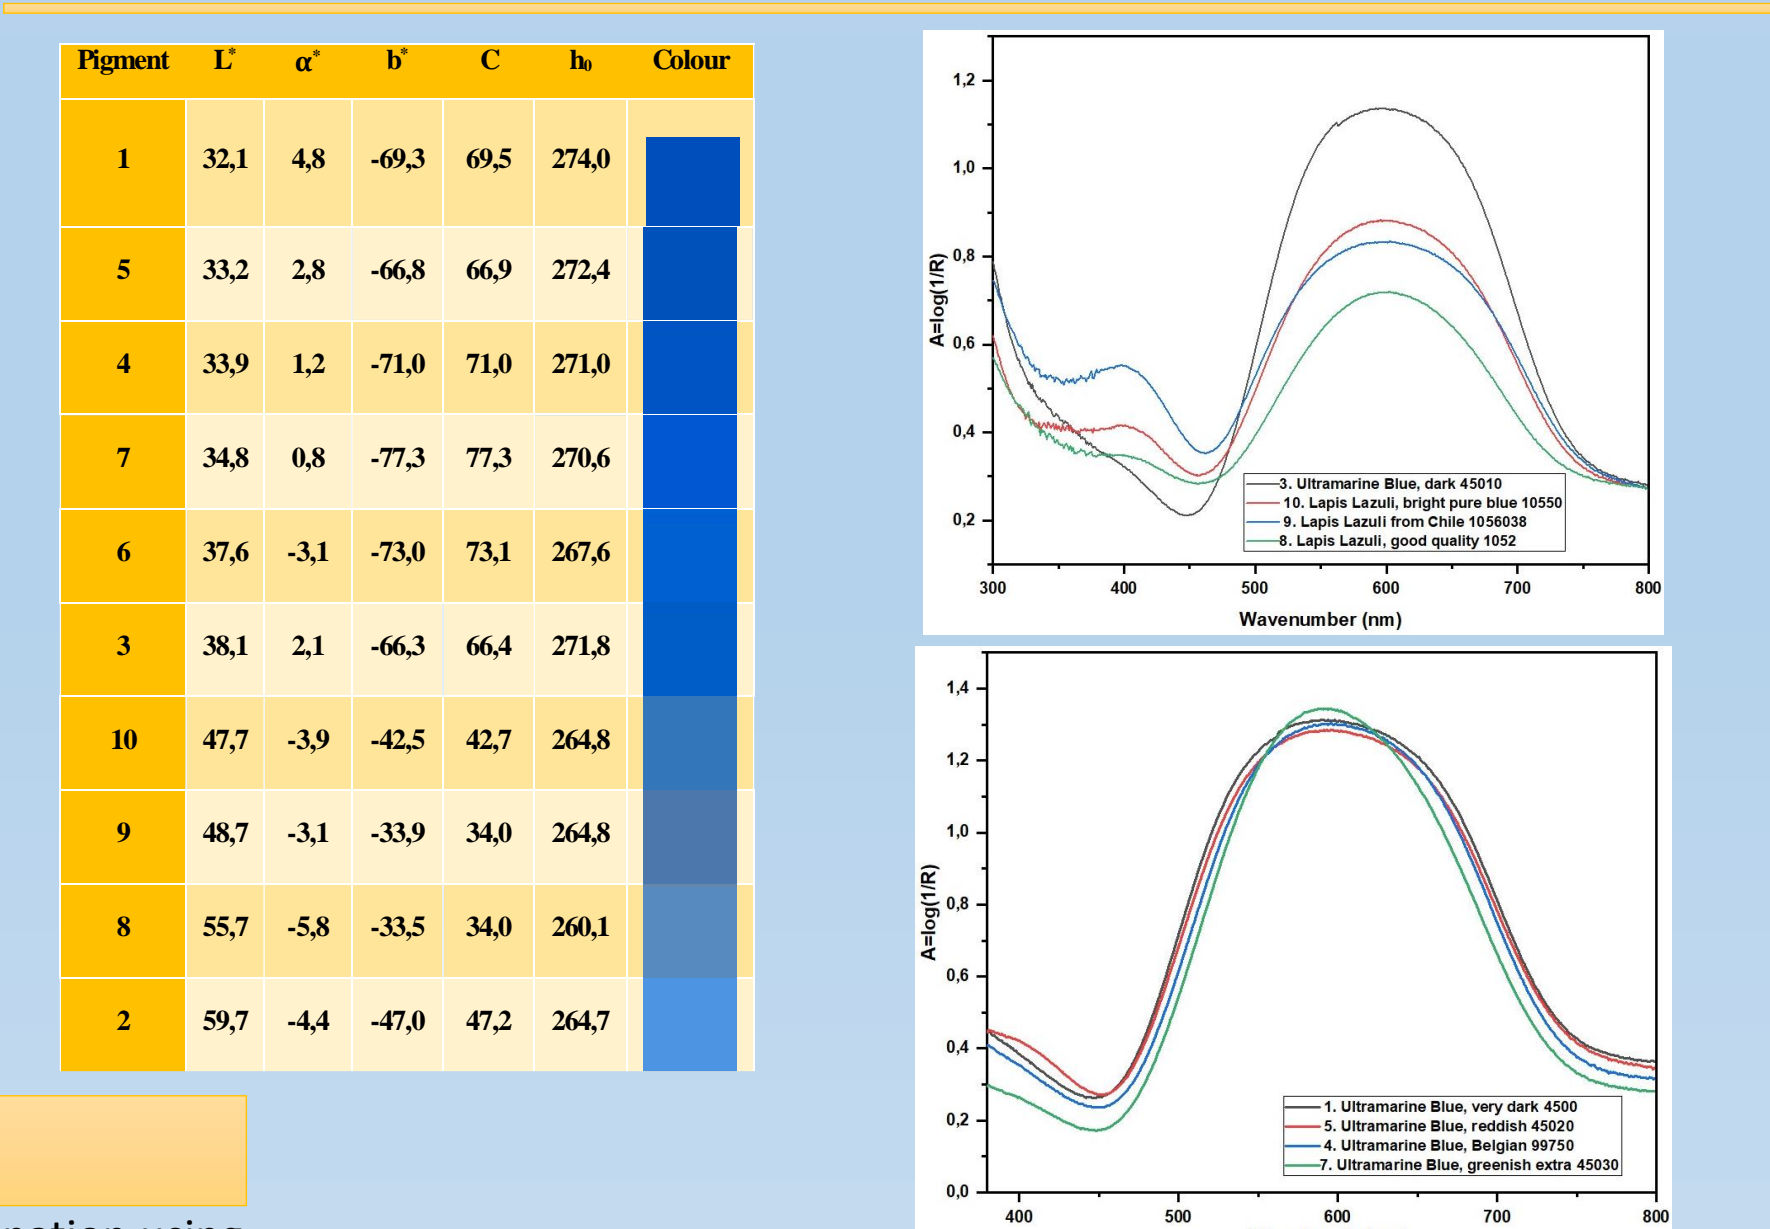 Pigment L* α* b* C h₀ Colour
1 32,1 4,8 -69,3 69,5 274,0
5 33,2 2,8 -66,8 66,9 272,4
4 33,9 1,2 -71,0 71,0 271,0
7 34,8 0,8 -77,3 77,3 270,6
6 37,6 -3,1 -73,0 73,1 267,6
3 38,1 2,1 -66,3 66,4 271,8
10 47,7 -3,9 -42,5 42,7 264,8
9 48,7 -3,1 -33,9 34,0 264,8
8 55,7 -5,8 -33,5 34,0 260,1
2 59,7 -4,4 -47,0 47,2 264,7
using
1,2
1,0
0,8
0,6
0,4
0,2
A=log(1/R)
3. Ultramarine Blue, dark 45010
10. Lapis Lazuli, bright pure blue 10550
9. Lapis Lazuli from Chile 1056038
8. Lapis Lazuli, good quality 1052
300 400 500 600 700 800
Wavenumber (nm)
1,4
1,2
1,0
0,8
0,6
0,4
0,2
0,0
A=log(1/R)
1. Ultramarine Blue, very dark 4500
5. Ultramarine Blue, reddish 45020
4. Ultramarine Blue, Belgian 99750
7. Ultramarine Blue, greenish extra 45030
400 500 600 700 800